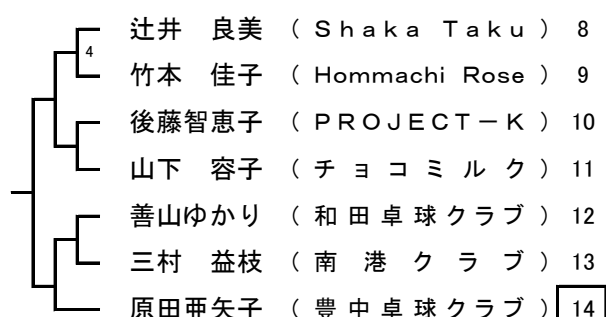 辻井 良美 ( Shaka Taku ) 8
4
竹本 佳子 ( Hommachi Rose ) 9
後藤智恵子 ( PROJECT－K ) 10
山下 容子 ( チョコミルク ) 11
善山ゆかり ( 和田卓球クラブ ) 12
三村 益枝 ( 南港クラブ ) 13
原田亜矢子 ( 豊中卓球クラブ ) 14